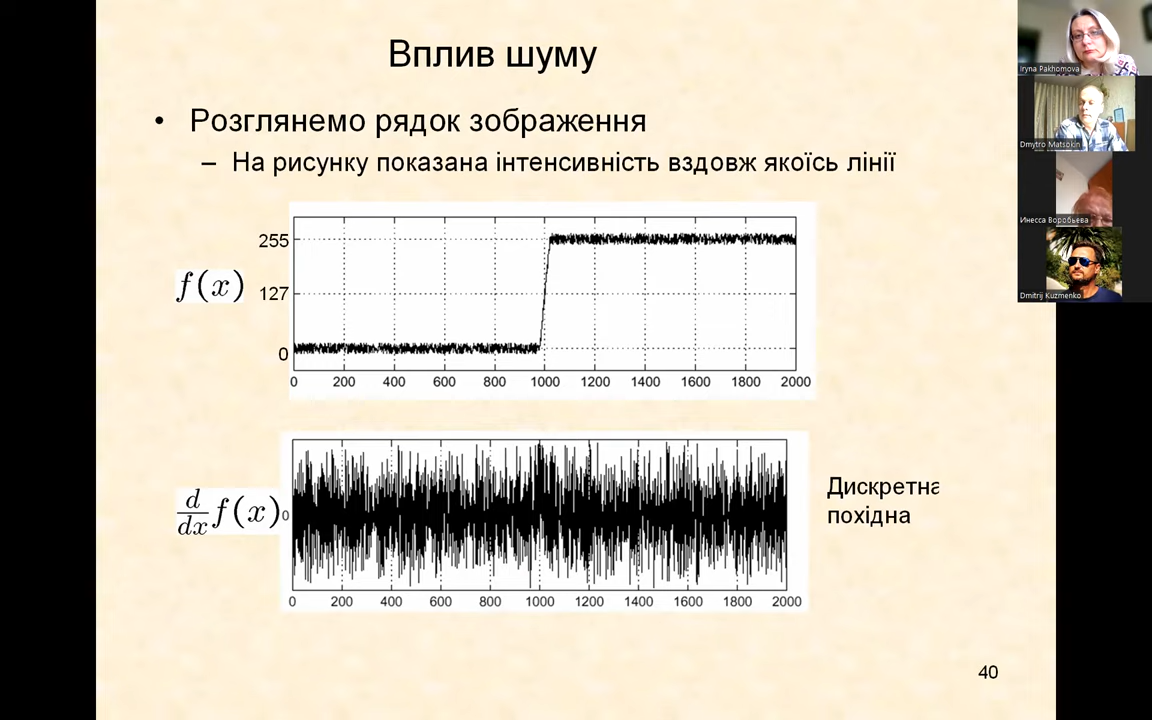 Вплив шуму
• Розглянемо рядок зображення
– На рисунку показана інтенсивність вздовж якоїсь лінії
f(x)
255
127
0
0 200 400 600 800 1000 1200 1400 1600 1800 2000
d/dx f(x)
0
0 200 400 600 800 1000 1200 1400 1600 1800 2000
Дискретна
похідна
40
Iryna Pakhomova
Dmytro Matsokin
Инесса Воробьева
Dmitrij Kuzmenko